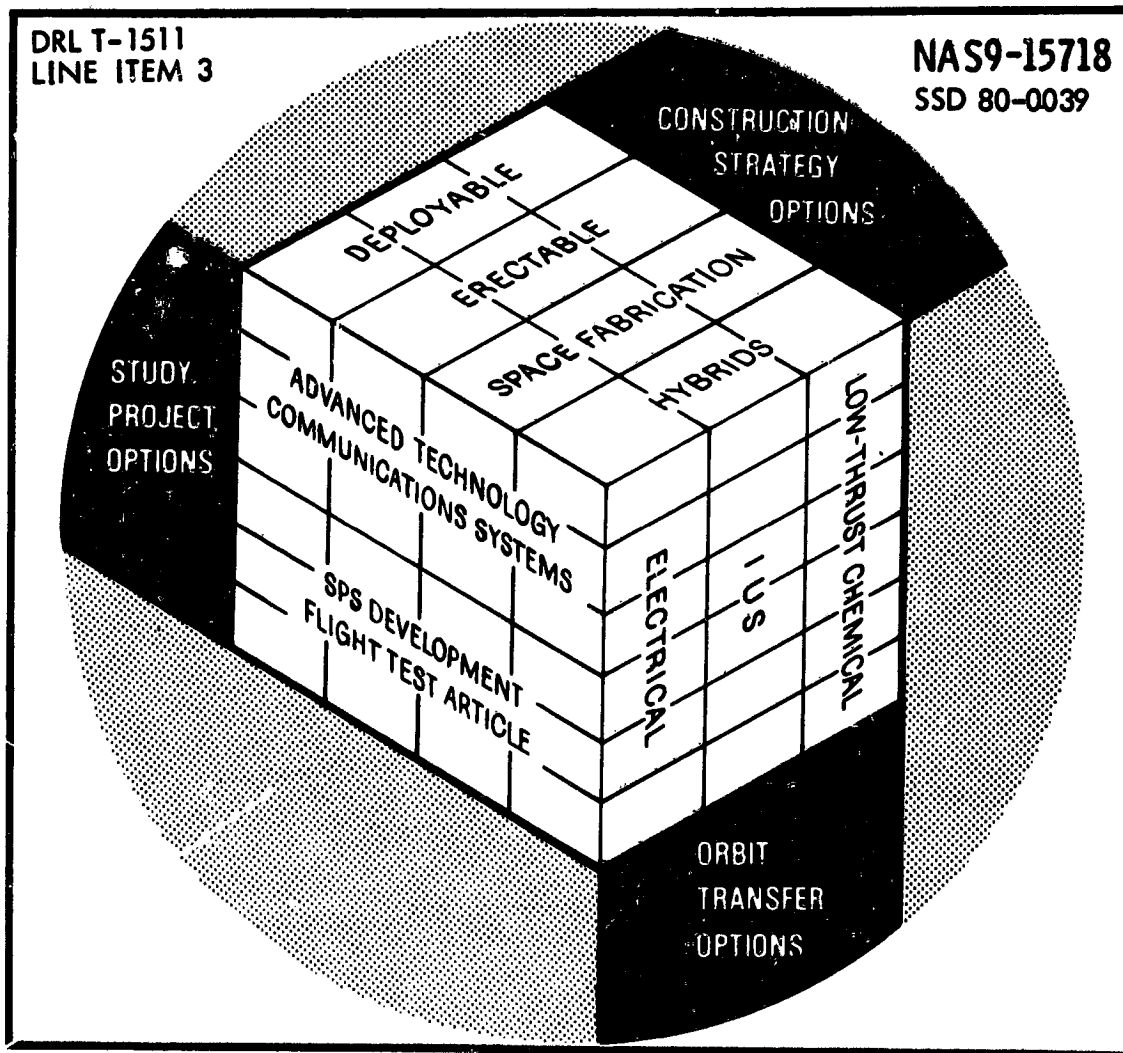 DRL T-1511
LINE ITEM 3
NAS9-15718
SSD 80-0039
CONSTRUCTION
STRATEGY
OPTIONS
DEPLOYABLE
ERECTABLE
SPACE FABRICATION
HYBRIDS
STUDY
PROJECT
OPTIONS
ADVANCED TECHNOLOGY
COMMUNICATIONS SYSTEMS
SPS DEVELOPMENT
FLIGHT TEST ARTICLE
ELECTRICAL
IUS
LOW-THRUST CHEMICAL
ORBIT
TRANSFER
OPTIONS